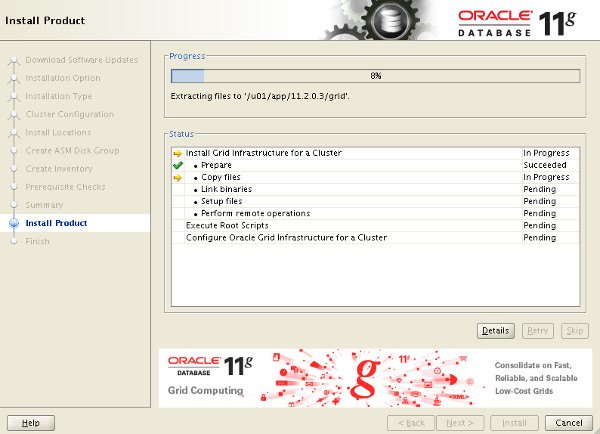 Install Product
ORACLE
DATABASE 11g
Download Software Updates
Installation Option
Installation Type
Cluster Configuration
Install Locations
Create ASM Disk Group
Create Inventory
Prerequisite Checks
Summary
Install Product
Finish
Progress
8%
Extracting files to '/u01/app/11.2.0.3/grid'.
Status
Install Grid Infrastructure for a Cluster In Progress
• Prepare Succeeded
• Copy files In Progress
• Link binaries Pending
• Setup files Pending
• Perform remote operations Pending
Execute Root Scripts Pending
Configure Oracle Grid Infrastructure for a Cluster Pending
Details Retry Skip
ORACLE
DATABASE 11g
Grid Computing
11g
g
<XML>
Consolidate on Fast,
Reliable, and Scalable
Low-Cost Grids
Help < Back Next > Install Cancel